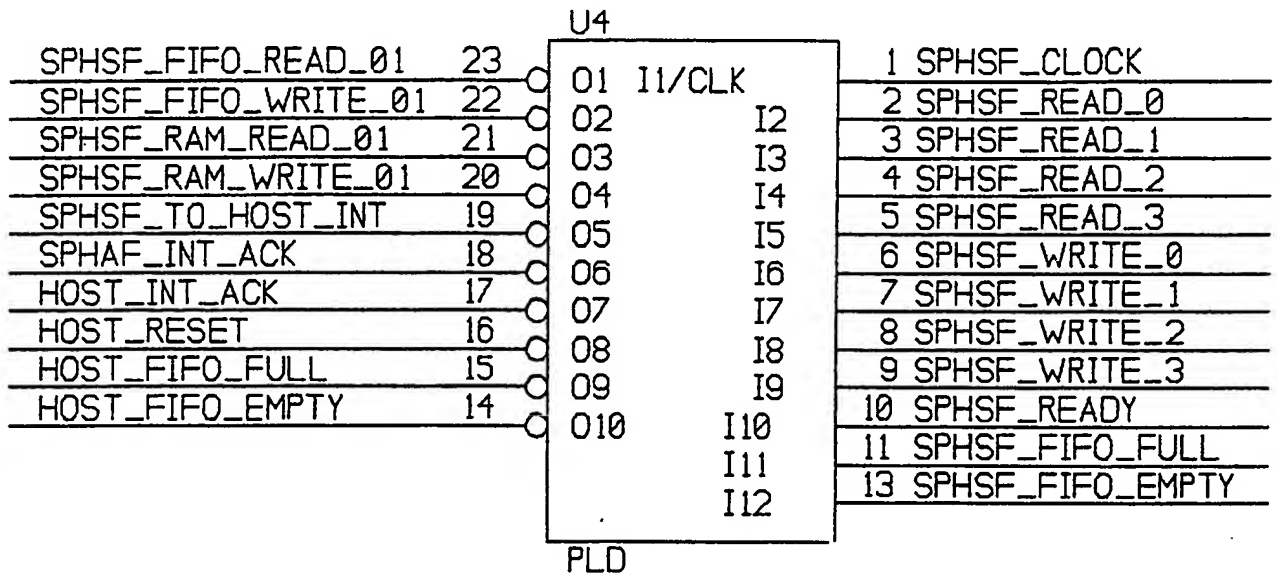 U4
SPHSF_FIFO_READ_01 23 O1 I1/CLK 1 SPHSF_CLOCK
SPHSF_FIFO_WRITE_01 22 O2 I2 2 SPHSF_READ_0
SPHSF_RAM_READ_01 21 O3 I3 3 SPHSF_READ_1
SPHSF_RAM_WRITE_01 20 O4 I4 4 SPHSF_READ_2
SPHSF_TO_HOST_INT 19 O5 I5 5 SPHSF_READ_3
SPHAF_INT_ACK 18 O6 I6 6 SPHSF_WRITE_0
HOST_INT_ACK 17 O7 I7 7 SPHSF_WRITE_1
HOST_RESET 16 O8 I8 8 SPHSF_WRITE_2
HOST_FIFO_FULL 15 O9 I9 9 SPHSF_WRITE_3
HOST_FIFO_EMPTY 14 O10 I10 10 SPHSF_READY
I11 11 SPHSF_FIFO_FULL
I12 13 SPHSF_FIFO_EMPTY
PLD